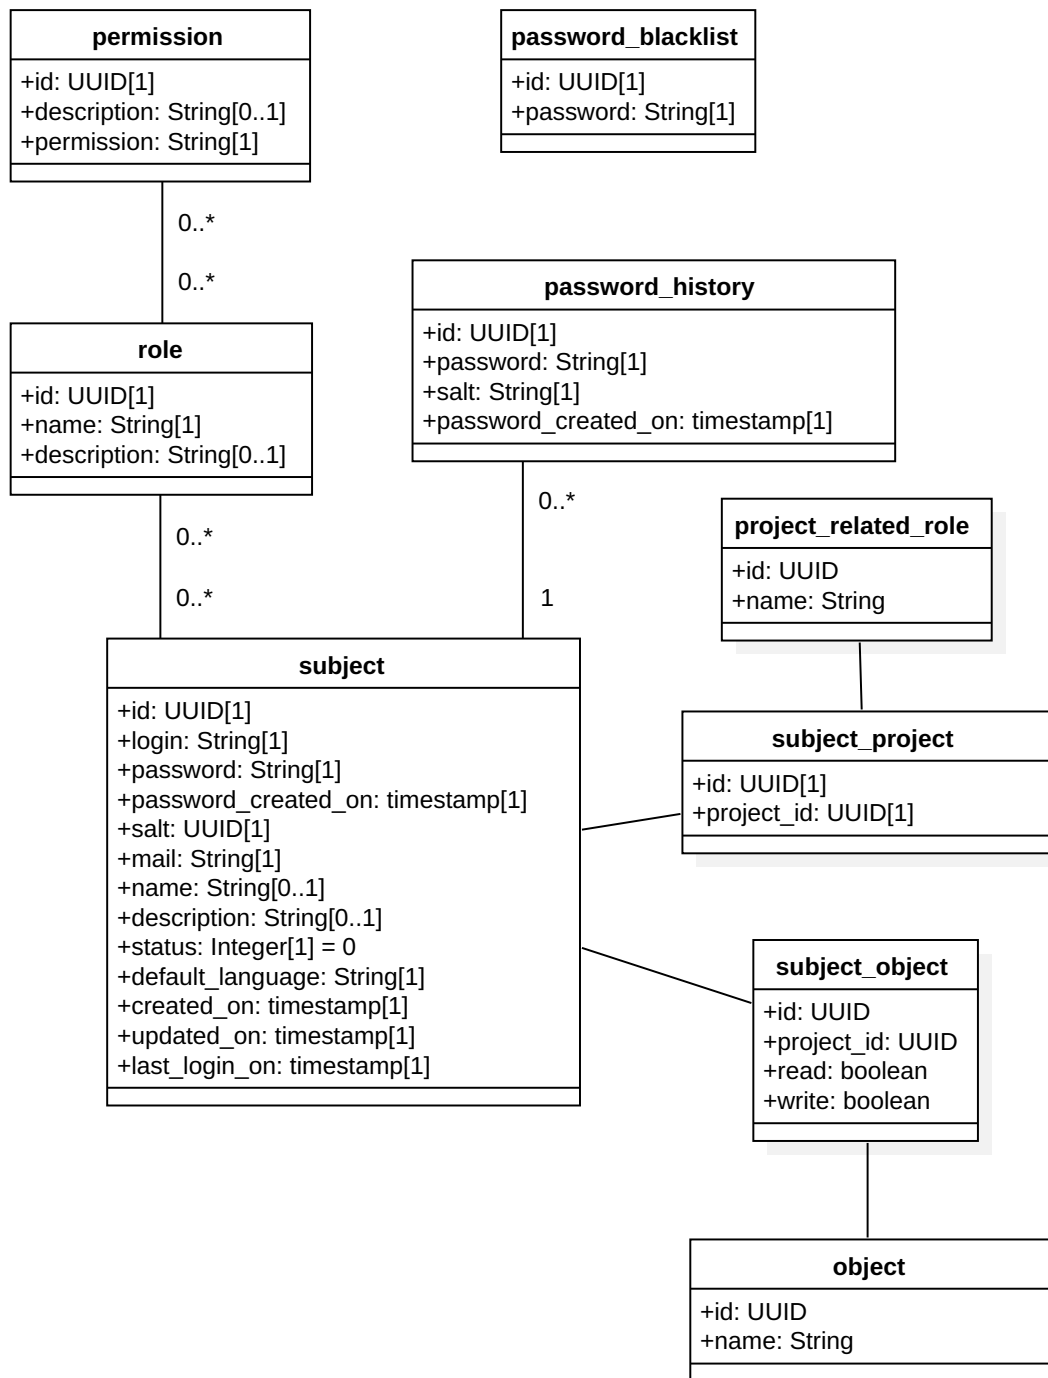 permission
+id: UUID[1]
+description: String[0..1]
+permission: String[1]
password_blacklist
+id: UUID[1]
+password: String[1]
0..*
0..*
password_history
+id: UUID[1]
+password: String[1]
+salt: String[1]
+password_created_on: timestamp[1]
role
+id: UUID[1]
+name: String[1]
+description: String[0..1]
0..*
0..*
0..*
1
project_related_role
+id: UUID
+name: String
subject
+id: UUID[1]
+login: String[1]
+password: String[1]
+password_created_on: timestamp[1]
+salt: UUID[1]
+mail: String[1]
+name: String[0..1]
+description: String[0..1]
+status: Integer[1] = 0
+default_language: String[1]
+created_on: timestamp[1]
+updated_on: timestamp[1]
+last_login_on: timestamp[1]
subject_project
+id: UUID[1]
+project_id: UUID[1]
subject_object
+id: UUID
+project_id: UUID
+read: boolean
+write: boolean
object
+id: UUID
+name: String